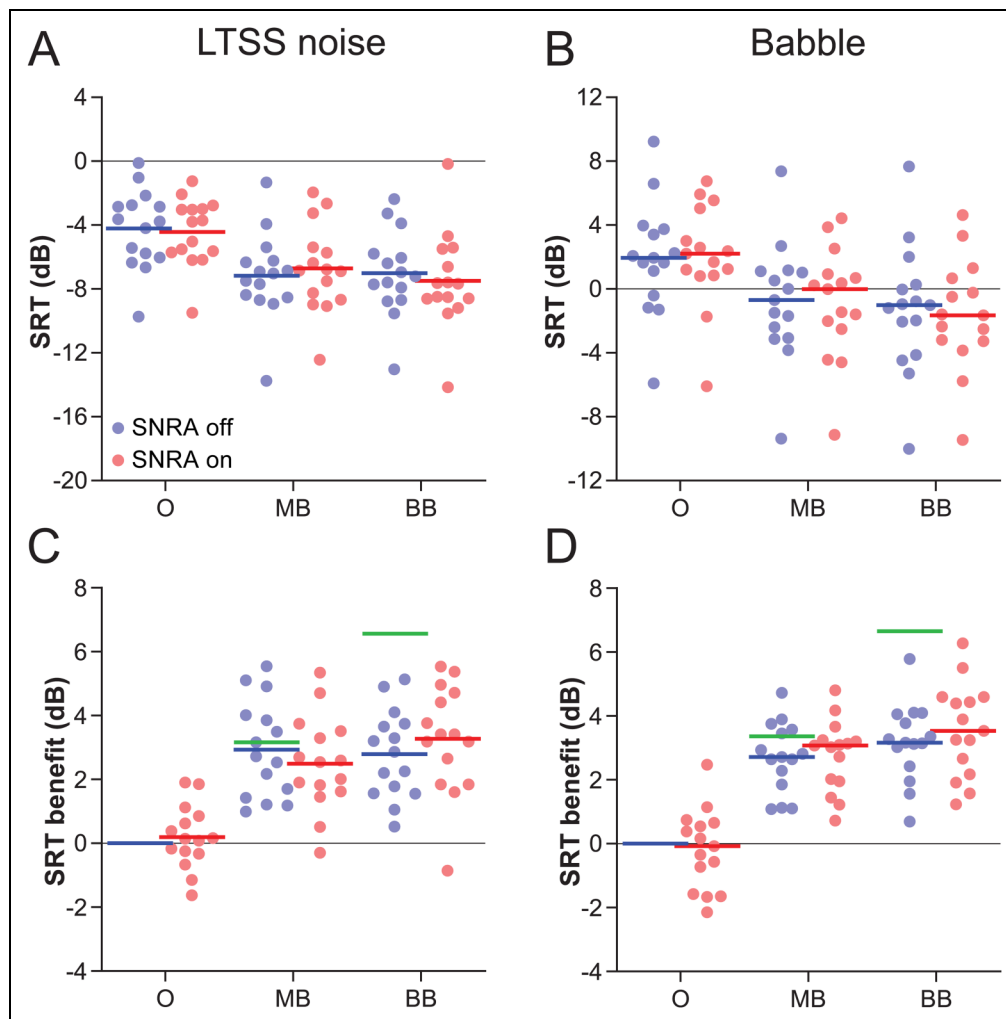 A LTSS noise
B Babble
SRT (dB)
4
0
-4
-8
-12
-16
-20
SNRA off
SNRA on
O MB BB
SRT (dB)
12
8
4
0
-4
-8
-12
O MB BB
C
SRT benefit (dB)
8
6
4
2
0
-2
-4
O MB BB
D
SRT benefit (dB)
8
6
4
2
0
-2
-4
O MB BB